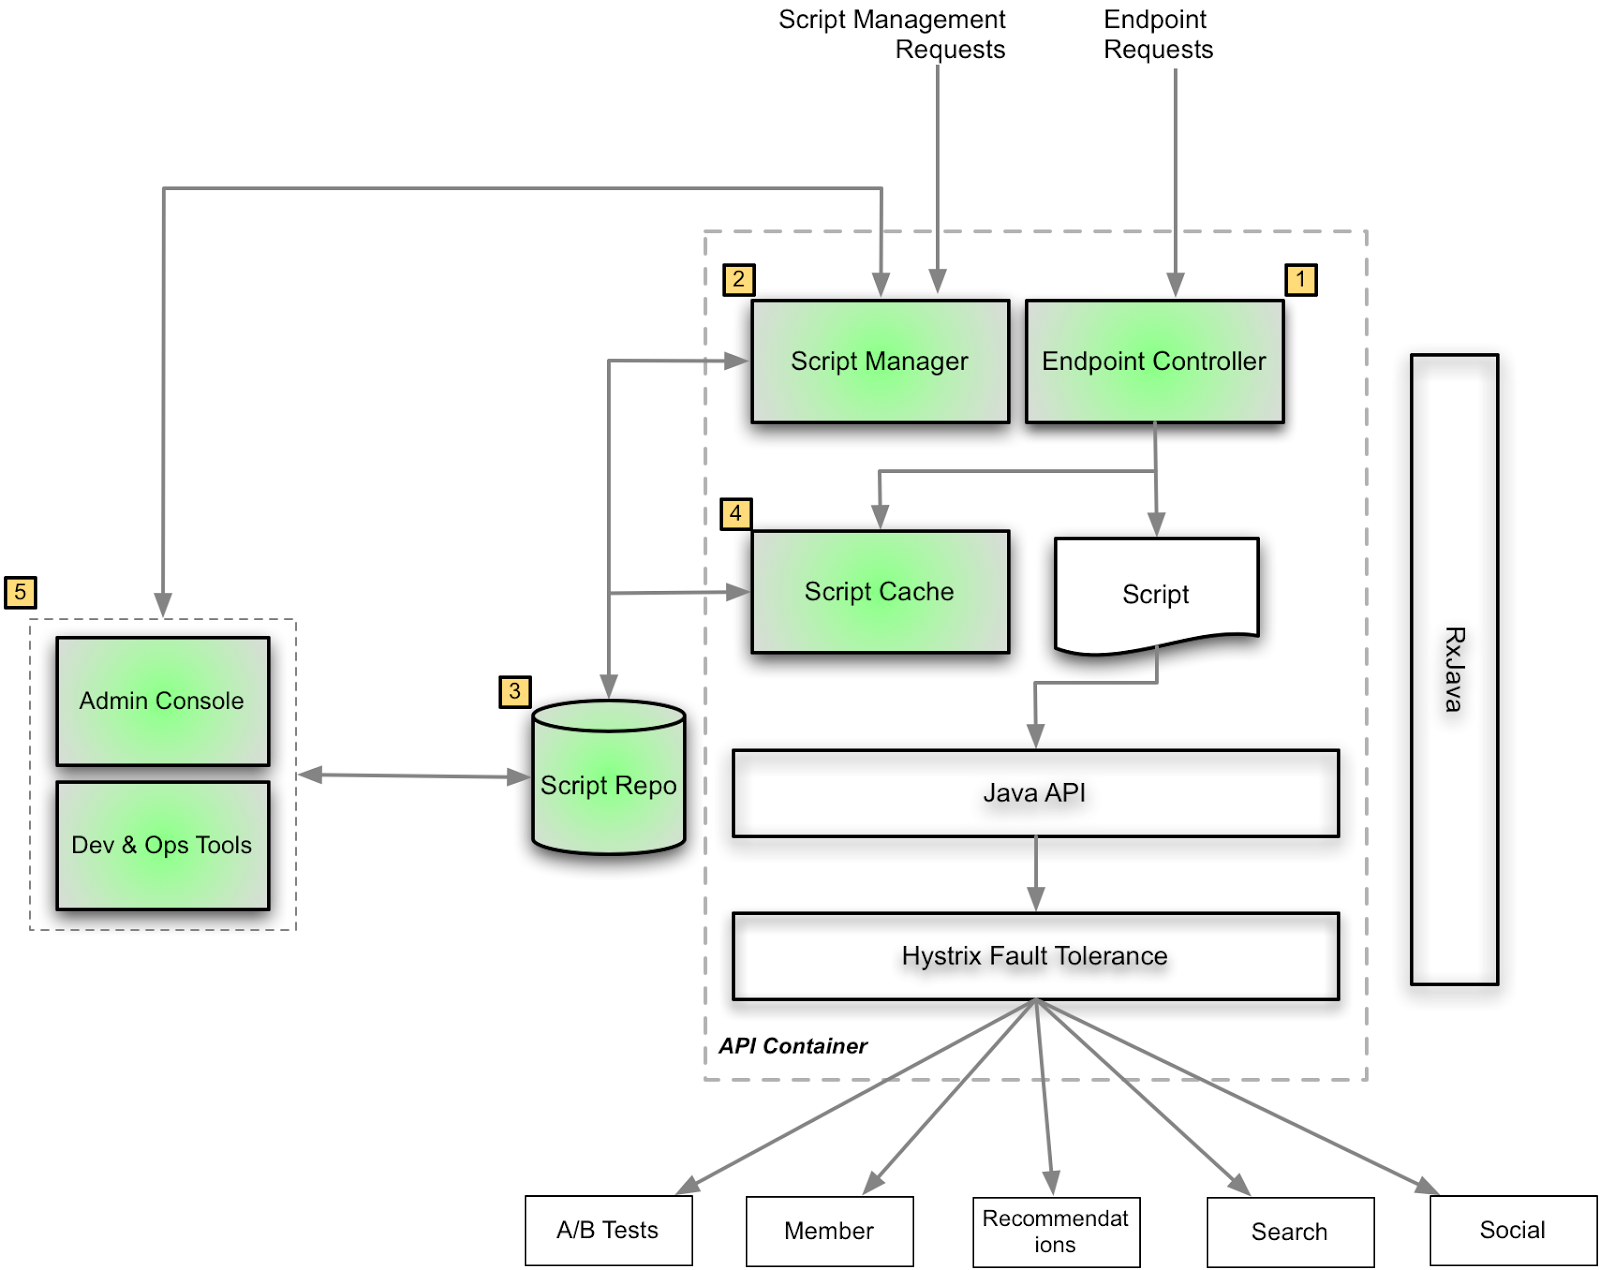 Script Management
Requests
Endpoint
Requests
2
1
Script Manager
Endpoint Controller
4
Script Cache
Script
5
Admin Console
Dev & Ops Tools
3
Script Repo
RxJava
Java API
Hystrix Fault Tolerance
API Container
A/B Tests
Member
Recommendat
ions
Search
Social